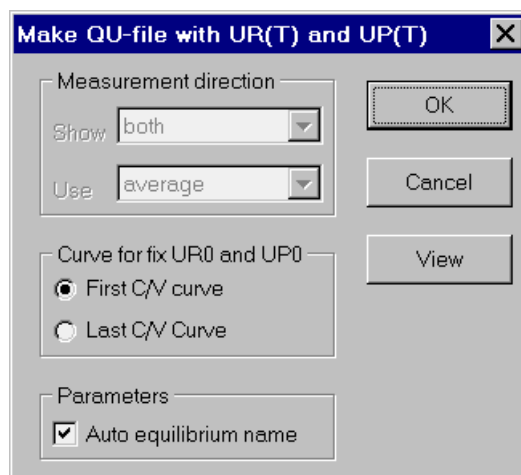 Make QU-file with UR(T) and UP(T)
Measurement direction
Show both
Use average
OK
Cancel
View
Curve for fix UR0 and UP0
First C/V curve
Last C/V Curve
Parameters
Auto equilibrium name